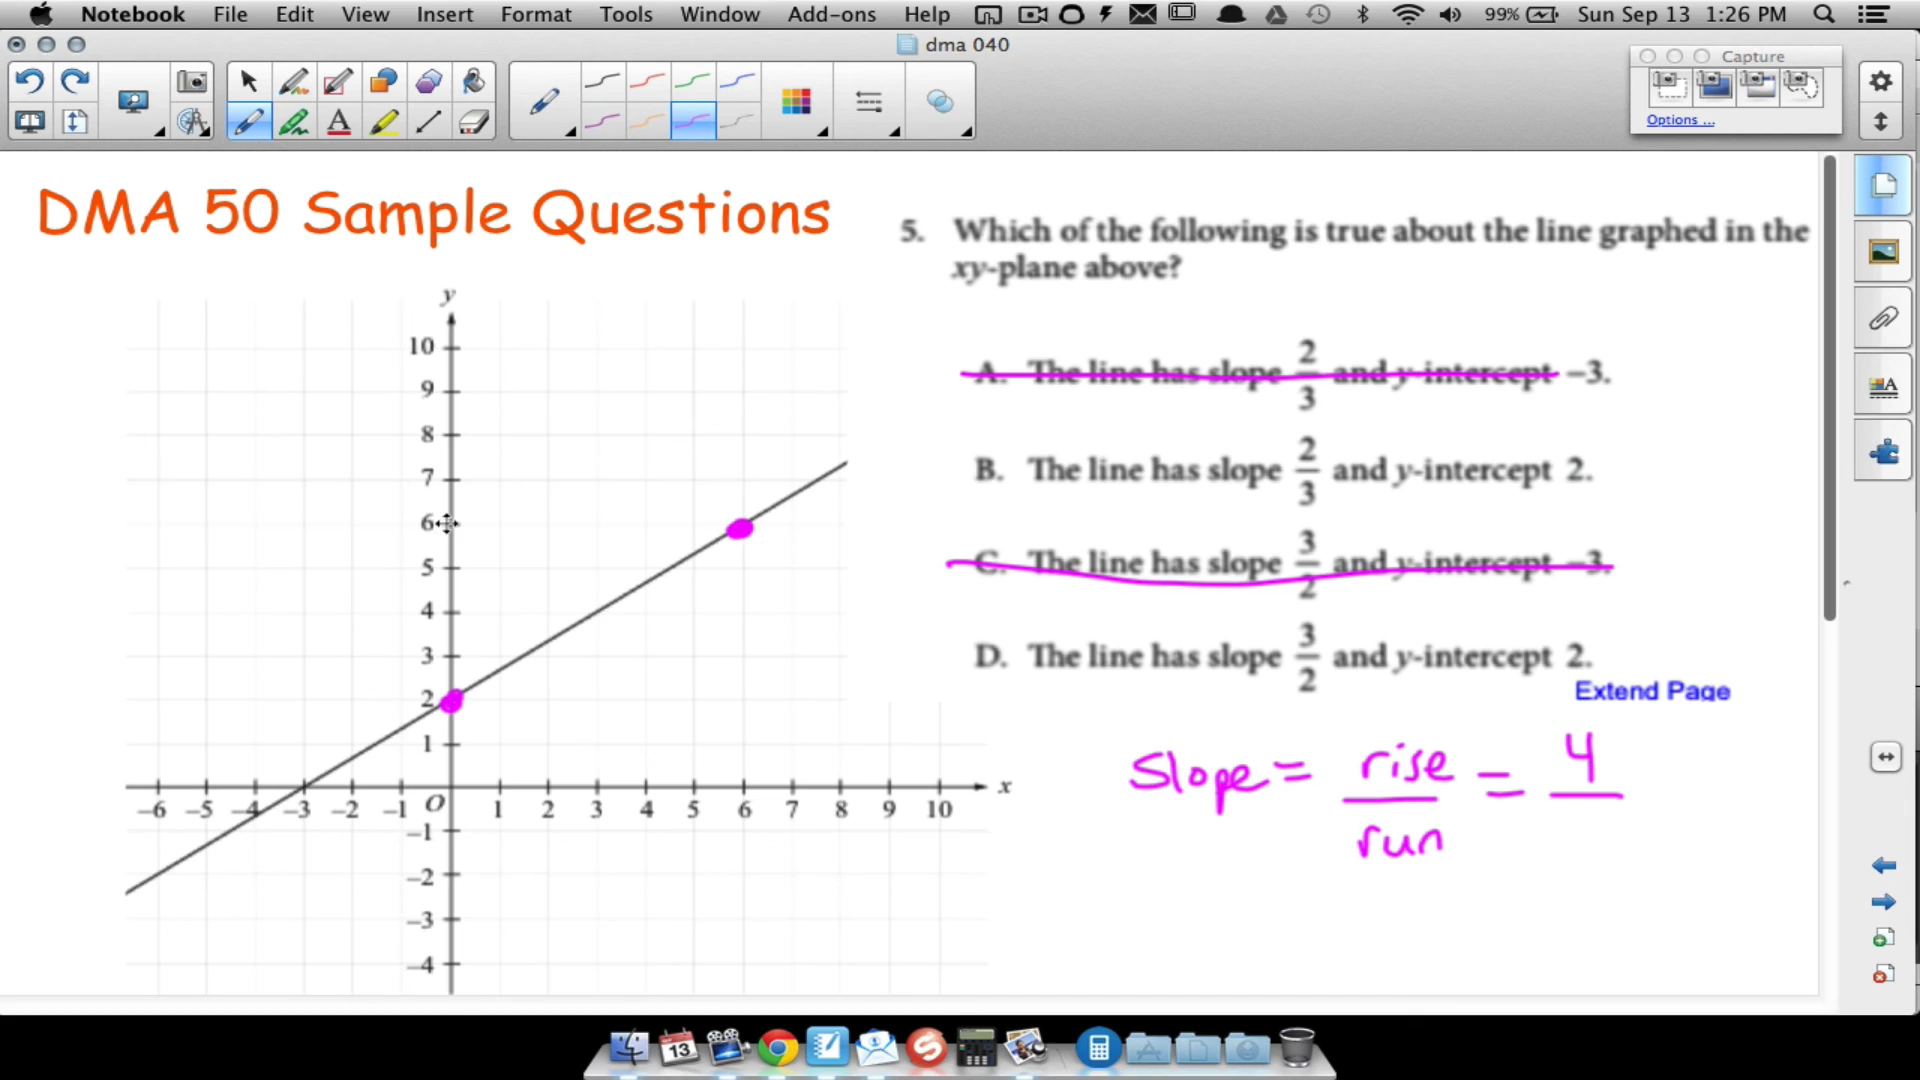 Notebook File Edit View Insert Format Tools Window Add-ons Help 99% Sun Sep 13 1:26 PM
dma 040
Capture
Options ...
A
DMA 50 Sample Questions
5. Which of the following is true about the line graphed in the
xy-plane above?
A. The line has slope 2/3 and y-intercept −3.
B. The line has slope 2/3 and y-intercept 2.
C. The line has slope 3/2 and y-intercept −3.
D. The line has slope 3/2 and y-intercept 2.
Extend Page
Slope = rise/run = 4
y
10
9
8
7
6
5
4
3
2
1
−6 −5 −4 −3 −2 −1 O 1 2 3 4 5 6 7 8 9 10 x
−1
−2
−3
−4
13